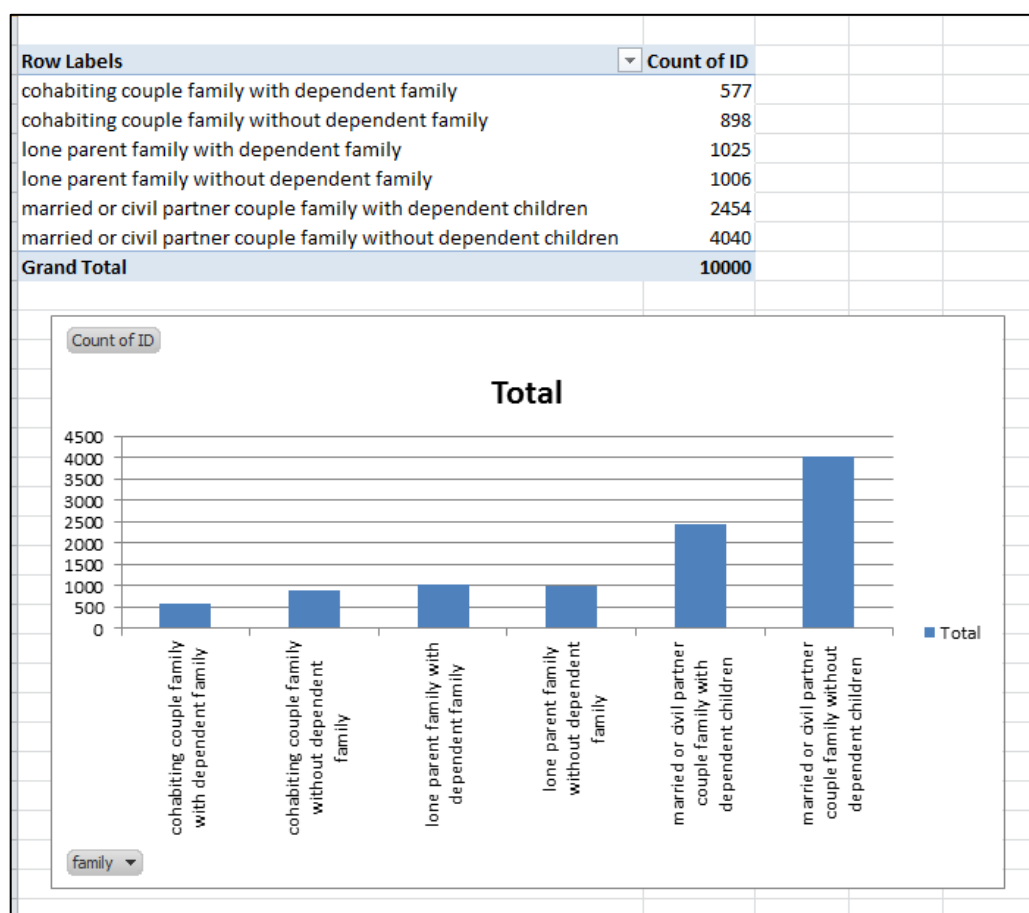 Row Labels Count of ID
cohabiting couple family with dependent family 577
cohabiting couple family without dependent family 898
lone parent family with dependent family 1025
lone parent family without dependent family 1006
married or civil partner couple family with dependent children 2454
married or civil partner couple family without dependent children 4040
Grand Total 10000
Count of ID
Total
4500
4000
3500
3000
2500
2000
1500
1000
500
0
Total
cohabiting couple family
with dependent family
cohabiting couple family
without dependent
family
lone parent family with
dependent family
lone parent family
without dependent
family
married or civil partner
couple family with
dependent children
married or civil partner
couple family without
dependent children
family